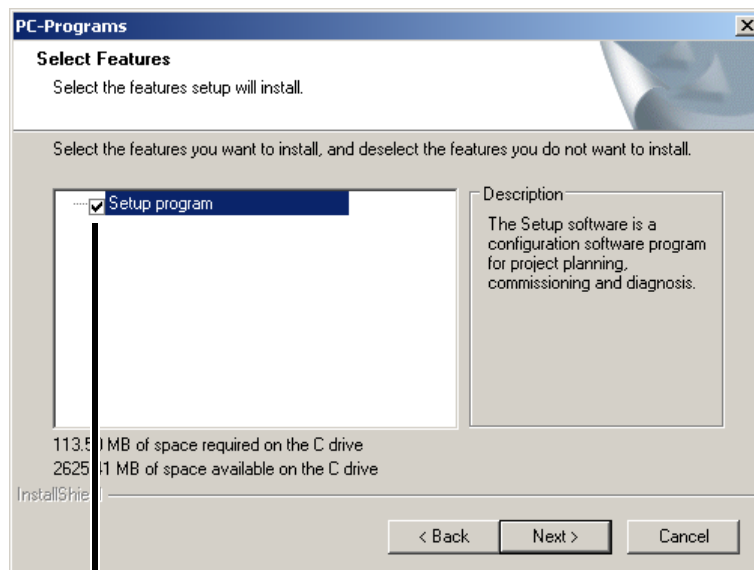 PC-Programs
Select Features
Select the features setup will install.
Select the features you want to install, and deselect the features you do not want to install.
Setup program
Description
The Setup software is a
configuration software program
for project planning,
commissioning and diagnosis.
MB of space required on the C drive
MB of space available on the C drive
< Back
Next >
Cancel